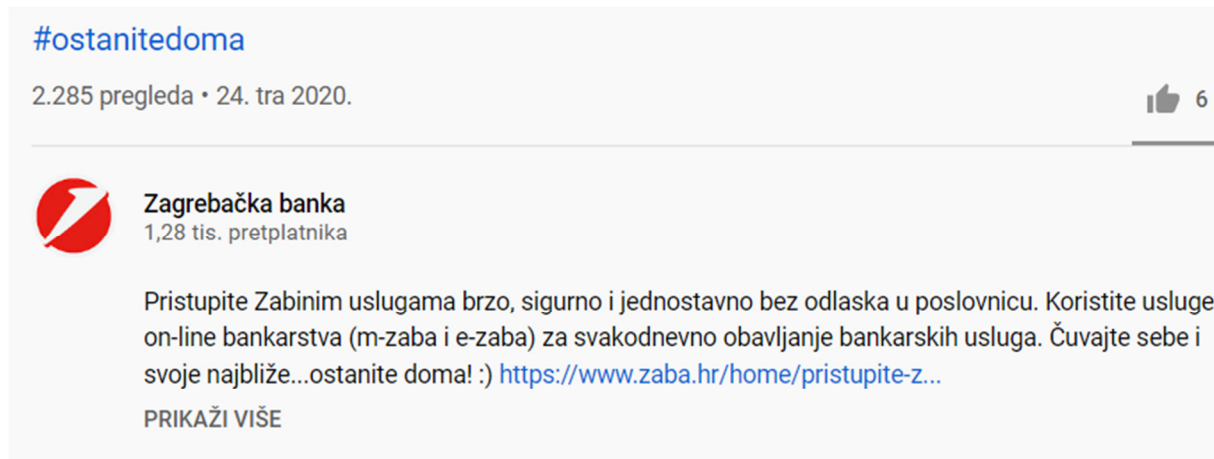 #ostanitedoma
2.285 pregleda • 24. tra 2020.
6
Zagrebačka banka
1,28 tis. pretplatnika
Pristupite Zabinim uslugama brzo, sigurno i jednostavno bez odlaska u poslovnicu. Koristite usluge
on-line bankarstva (m-zaba i e-zaba) za svakodnevno obavljanje bankarskih usluga. Čuvajte sebe i
svoje najbliže...ostanite doma! :) https://www.zaba.hr/home/pristupite-z...
PRIKAŽI VIŠE